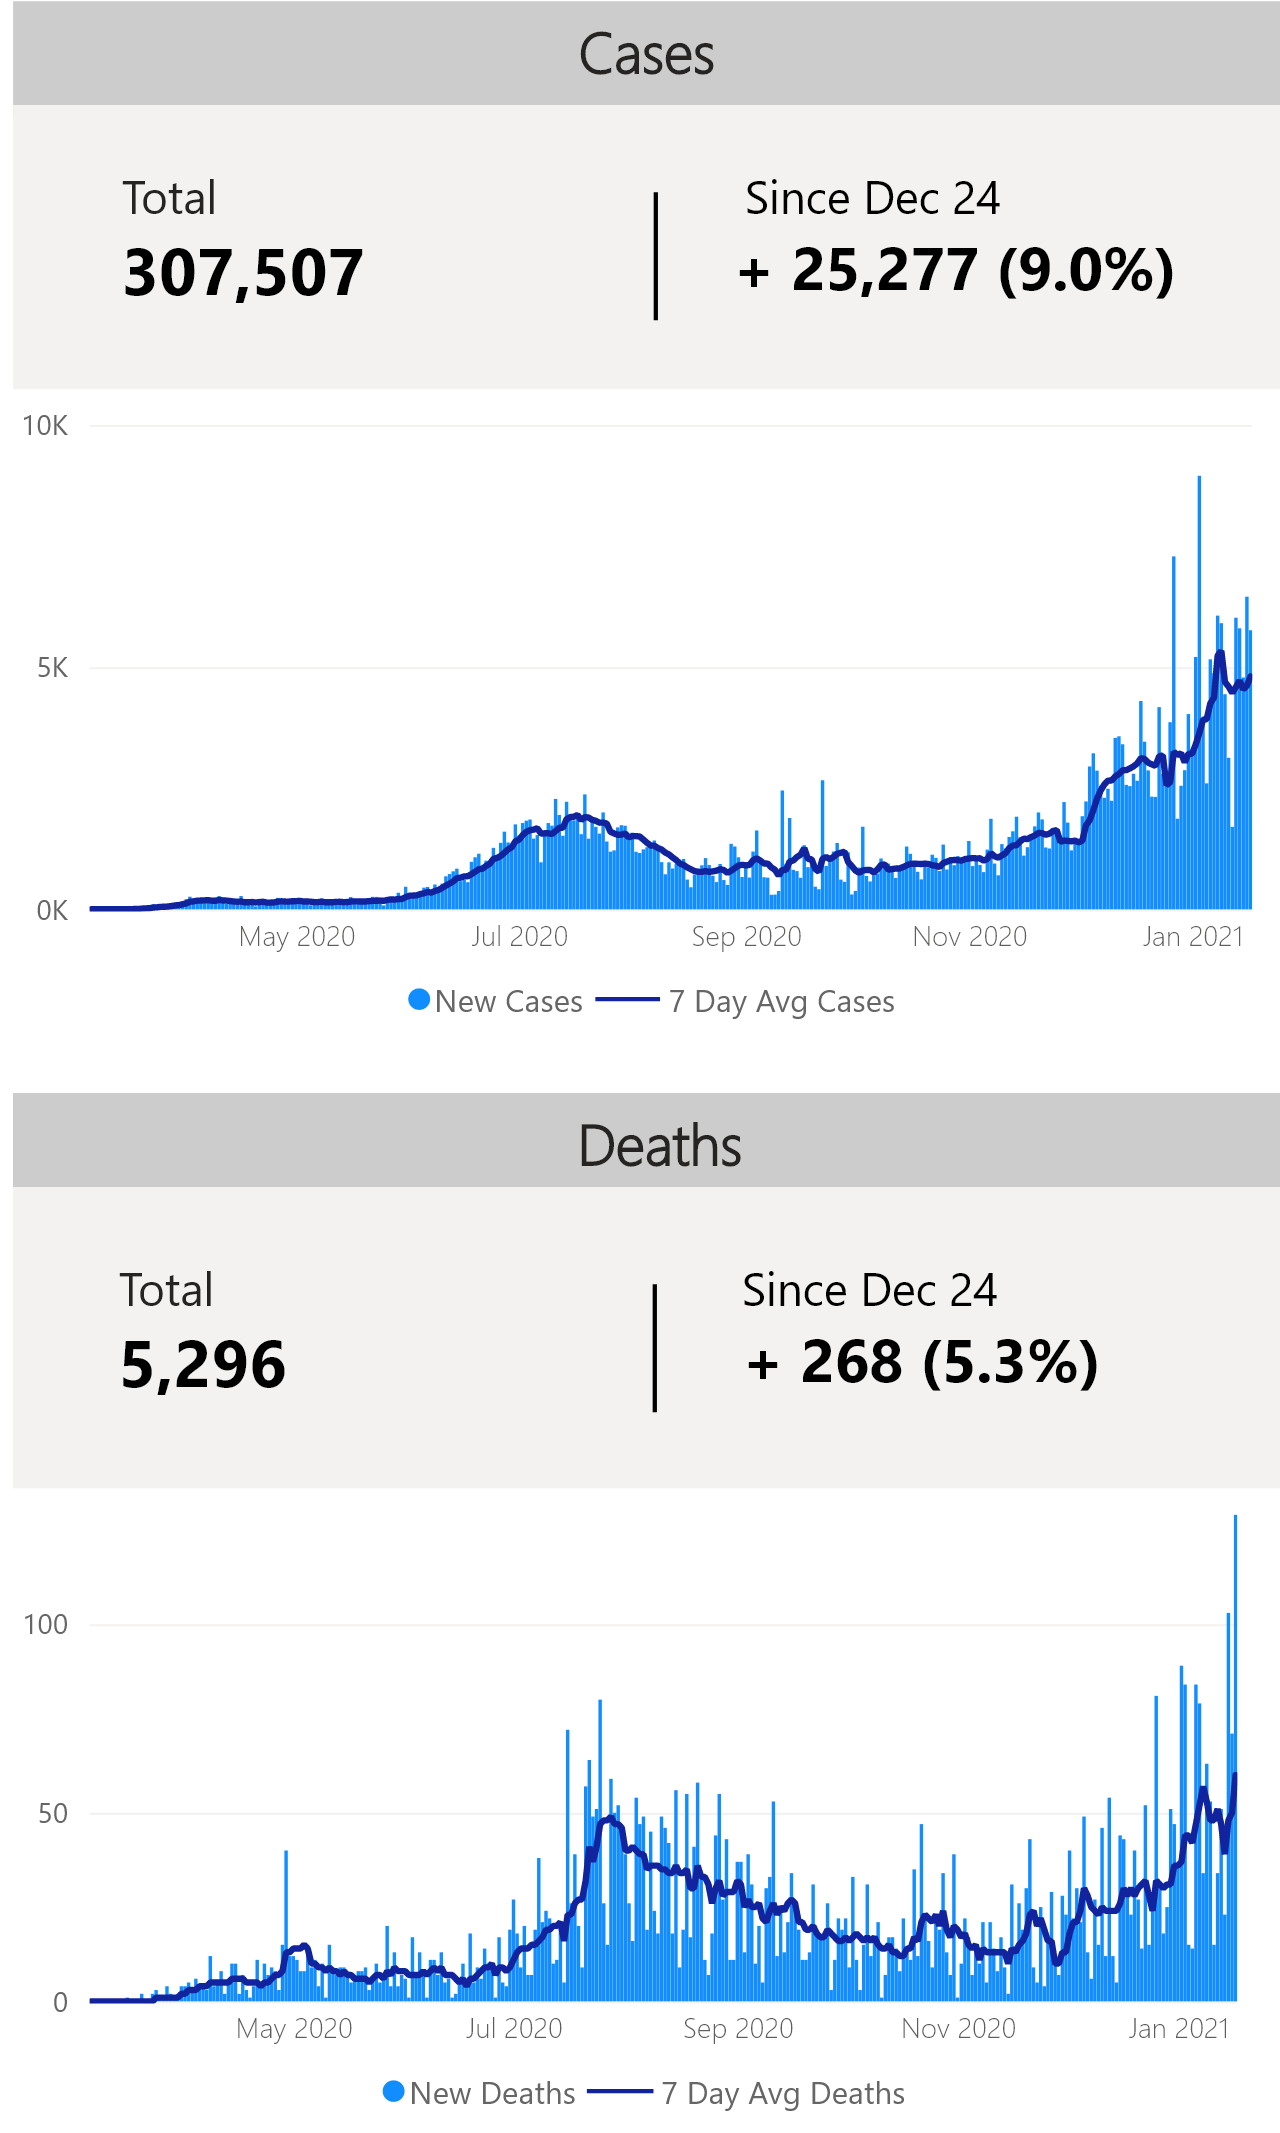 Cases
Total
Since Dec 24
307,507
+ 25,277 (9.0%)
10K
5K
0K
May 2020
Jul 2020
Sep 2020
Nov 2020
Jan 2021
New Cases
7 Day Avg Cases
Deaths
Total
Since Dec 24
5,296
+ 268 (5.3%)
100
50
0
May 2020
Jul 2020
Sep 2020
Nov 2020
Jan 2021
New Deaths
7 Day Avg Deaths